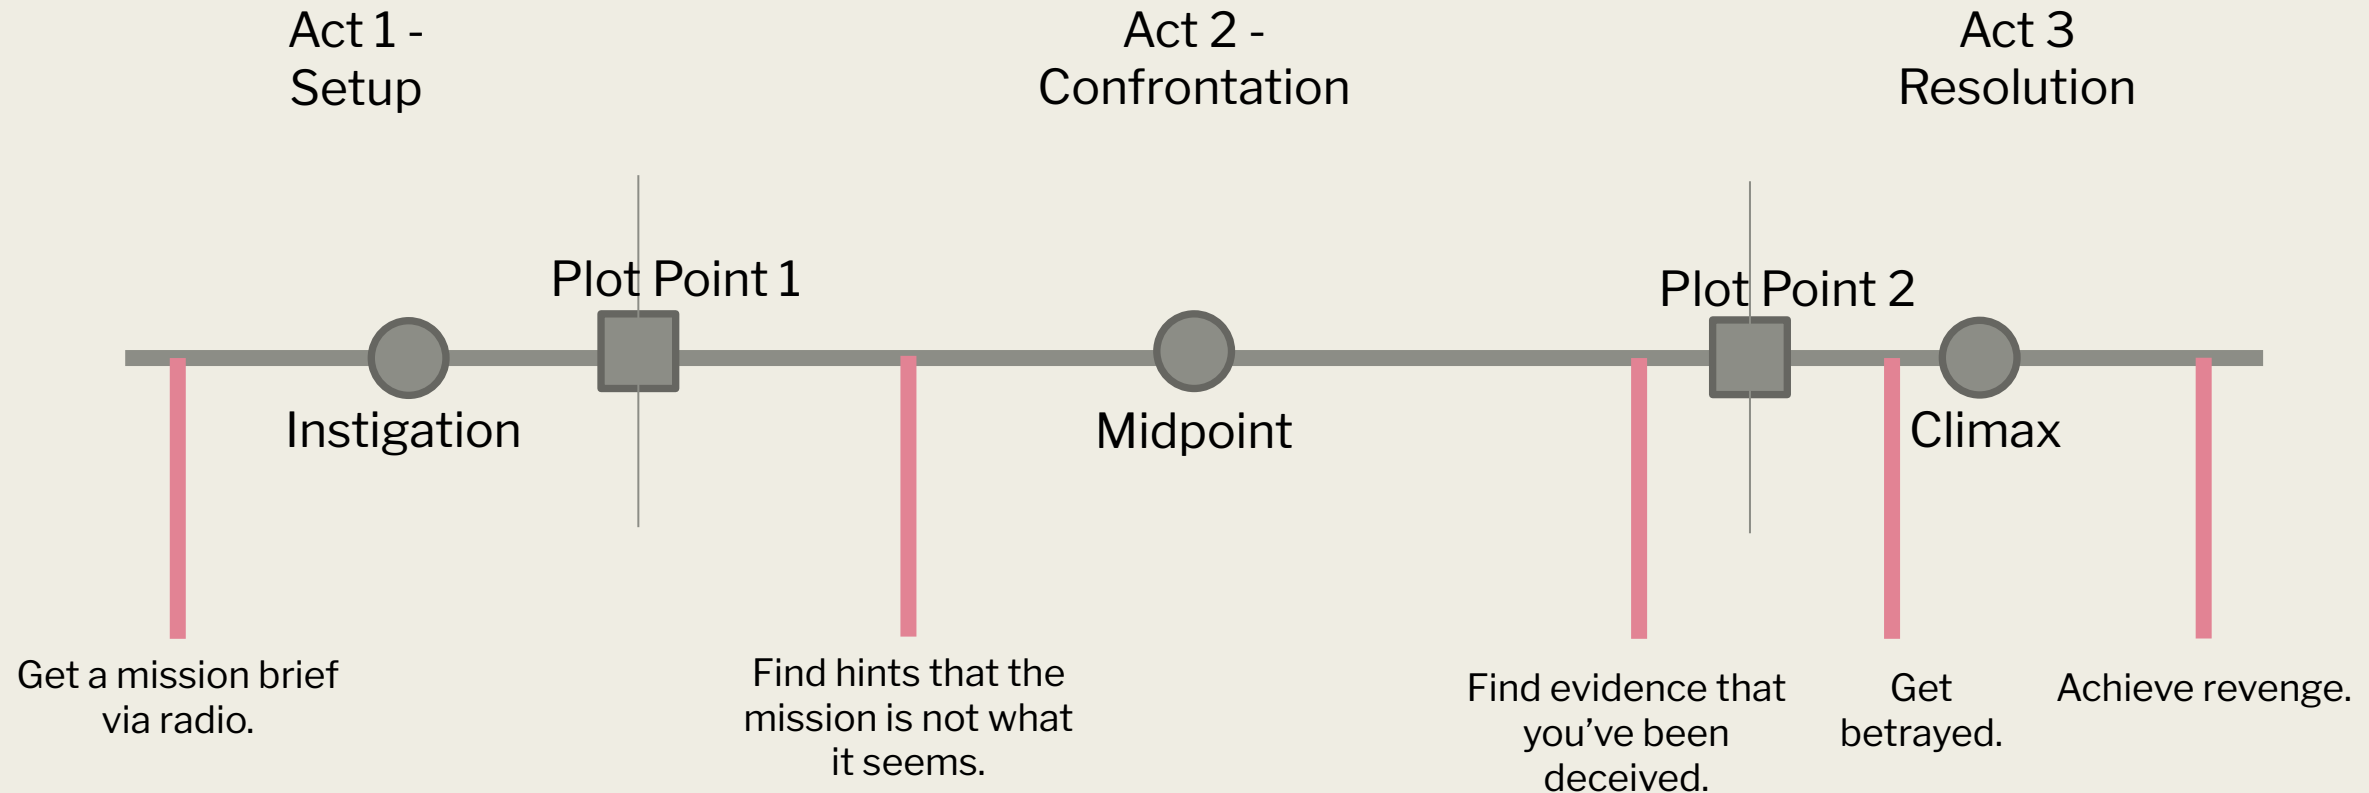 Act 1 -
Setup
Act 2 -
Confrontation
Act 3
Resolution
Plot Point 1
Plot Point 2
Instigation
Midpoint
Climax
Get a mission brief
via radio.
Find hints that the
mission is not what
it seems.
Find evidence that
you’ve been
deceived.
Get
betrayed.
Achieve revenge.